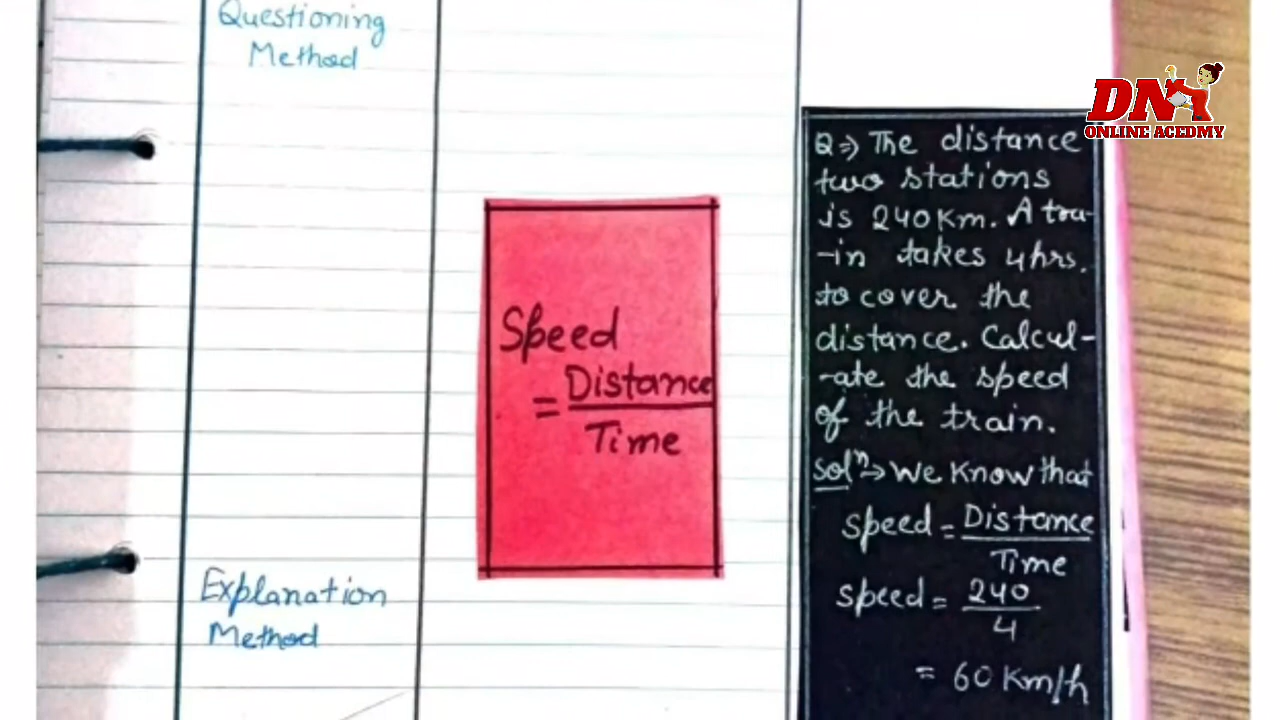 Questioning
Method
Speed
= Distance
Time
Explanation
Method
Q⇒ The distance
two stations
is 240 Km. A tra-
-in takes 4hrs.
to cover the
distance. Calcul-
-ate the speed
of the train.
Solⁿ⇒ We Know that
speed = Distance
Time
speed = 240
4
= 60 Km/h
DN
ONLINE ACEDMY